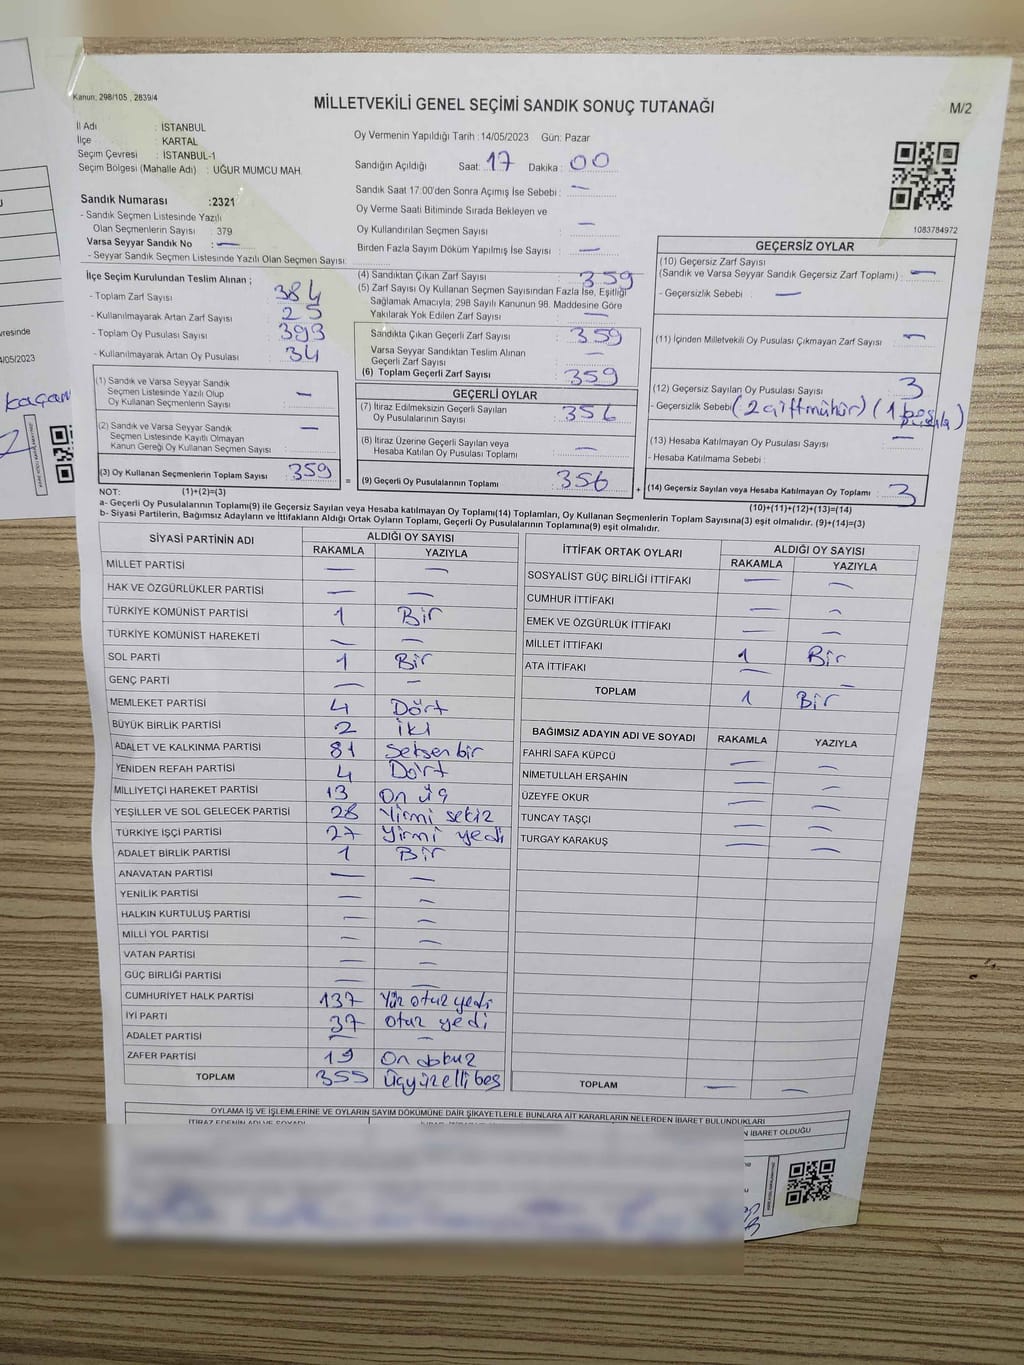 Kanun; 298/105 , 2839/4
MİLLETVEKİLİ GENEL SEÇİMİ SANDIK SONUÇ TUTANAĞI
M/2
İl Adı : İSTANBUL
İlçe : KARTAL
Seçim Çevresi : İSTANBUL-1
Seçim Bölgesi (Mahalle Adı) : UĞUR MUMCU MAH.
Oy Vermenin Yapıldığı Tarih : 14/05/2023 Gün: Pazar
Sandığın Açıldığı Saat: 17 Dakika : 00
Sandık Saat 17:00'den Sonra Açımış İse Sebebi : —
Oy Verme Saati Bitiminde Sırada Bekleyen ve
Oy Kullandırılan Seçmen Sayısı : —
Birden Fazla Sayım Döküm Yapılmış İse Sayısı : —
1083784972
Sandık Numarası : 2321
- Sandık Seçmen Listesinde Yazılı
Olan Seçmenlerin Sayısı : 379
Varsa Seyyar Sandık No : —
- Seyyar Sandık Seçmen Listesinde Yazılı Olan Seçmen Sayısı:
İlçe Seçim Kurulundan Teslim Alınan ;
- Toplam Zarf Sayısı : 384
- Kullanılmayarak Artan Zarf Sayısı : 25
- Toplam Oy Pusulası Sayısı : 393
- Kullanılmayarak Artan Oy Pusulası : 34
(1) Sandık ve Varsa Seyyar Sandık
Seçmen Listesinde Yazılı Olup
Oy Kullanan Seçmenlerin Sayısı : —
(2) Sandık ve Varsa Seyyar Sandık
Seçmen Listesinde Kayıtlı Olmayan
Kanun Gereği Oy Kullanan Seçmen Sayısı : —
(3) Oy Kullanan Seçmenlerin Toplam Sayısı : 359
(4) Sandıktan Çıkan Zarf Sayısı : 359
(5) Zarf Sayısı Oy Kullanan Seçmen Sayısından Fazla İse, Eşitliği
Sağlamak Amacıyla; 298 Sayılı Kanunun 98. Maddesine Göre
Yakılarak Yok Edilen Zarf Sayısı : —
Sandıkta Çıkan Geçerli Zarf Sayısı : 359
Varsa Seyyar Sandıktan Teslim Alınan
Geçerli Zarf Sayısı : —
(6) Toplam Geçerli Zarf Sayısı : 359
GEÇERLİ OYLAR
(7) İtiraz Edilmeksizin Geçerli Sayılan
Oy Pusulalarının Sayısı : 356
(8) İtiraz Üzerine Geçerli Sayılan veya
Hesaba Katılan Oy Pusulası Toplamı : —
= (9) Geçerli Oy Pusulalarının Toplamı : 356
GEÇERSİZ OYLAR
(10) Geçersiz Zarf Sayısı
(Sandık ve Varsa Seyyar Sandık Geçersiz Zarf Toplamı) : —
- Geçersizlik Sebebi : —
(11) İçinden Milletvekili Oy Pusulası Çıkmayan Zarf Sayısı : —
(12) Geçersiz Sayılan Oy Pusulası Sayısı : 3
- Geçersizlik Sebebi : (2 çift mühür) (1 boş pusula)
(13) Hesaba Katılmayan Oy Pusulası Sayısı : —
- Hesaba Katılmama Sebebi :
+ (14) Geçersiz Sayılan veya Hesaba Katılmayan Oy Toplamı : 3
NOT: (1)+(2)=(3)
(10)+(11)+(12)+(13)=(14)
a- Geçerli Oy Pusulalarının Toplamı(9) ile Geçersiz Sayılan veya Hesaba katılmayan Oy Toplamı(14) Toplamları, Oy Kullanan Seçmenlerin Toplam Sayısına(3) eşit olmalıdır. (9)+(14)=(3)
b- Siyasi Partilerin, Bağımsız Adayların ve İttifakların Aldığı Ortak Oyların Toplamı, Geçerli Oy Pusulalarının Toplamına(9) eşit olmalıdır.
SİYASİ PARTİNİN ADI ALDIĞI OY SAYISI
RAKAMLA YAZIYLA
MİLLET PARTİSİ — —
HAK VE ÖZGÜRLÜKLER PARTİSİ — —
TÜRKİYE KOMÜNİST PARTİSİ 1 Bir
TÜRKİYE KOMÜNİST HAREKETİ — —
SOL PARTİ 1 Bir
GENÇ PARTİ — —
MEMLEKET PARTİSİ 4 Dört
BÜYÜK BİRLİK PARTİSİ 2 iki
ADALET VE KALKINMA PARTİSİ 81 Seksen bir
YENİDEN REFAH PARTİSİ 4 Dört
MİLLİYETÇİ HAREKET PARTİSİ 13 On üç
YEŞİLLER VE SOL GELECEK PARTİSİ 28 Yirmi sekiz
TÜRKİYE İŞÇİ PARTİSİ 27 Yirmi yedi
ADALET BİRLİK PARTİSİ 1 Bir
ANAVATAN PARTİSİ — —
YENİLİK PARTİSİ — —
HALKIN KURTULUŞ PARTİSİ — —
MİLLİ YOL PARTİSİ — —
VATAN PARTİSİ — —
GÜÇ BİRLİĞİ PARTİSİ — —
CUMHURİYET HALK PARTİSİ 137 Yüz otuz yedi
İYİ PARTİ 37 otuz yedi
ADALET PARTİSİ — —
ZAFER PARTİSİ 19 On dokuz
TOPLAM 355 Üçyüzellibeş
İTTİFAK ORTAK OYLARI ALDIĞI OY SAYISI
RAKAMLA YAZIYLA
SOSYALİST GÜÇ BİRLİĞİ İTTİFAKI — —
CUMHUR İTTİFAKI — —
EMEK VE ÖZGÜRLÜK İTTİFAKI — —
MİLLET İTTİFAKI 1 Bir
ATA İTTİFAKI — —
TOPLAM 1 Bir
BAĞIMSIZ ADAYIN ADI VE SOYADI RAKAMLA YAZIYLA
FAHRİ SAFA KÜPCÜ — —
NİMETULLAH ERŞAHİN — —
ÜZEYFE OKUR — —
TUNCAY TAŞÇI — —
TURGAY KARAKUŞ — —
TOPLAM — —
OYLAMA İŞ VE İŞLEMLERİNE VE OYLARIN SAYIM DÖKÜMÜNE DAİR ŞİKAYETLERLE BUNLARA AİT KARARLARIN NELERDEN İBARET BULUNDUKLARI
İTİRAZ EDENİN ADI VE SOYADI
N İBARET OLDUĞU
/05/2023